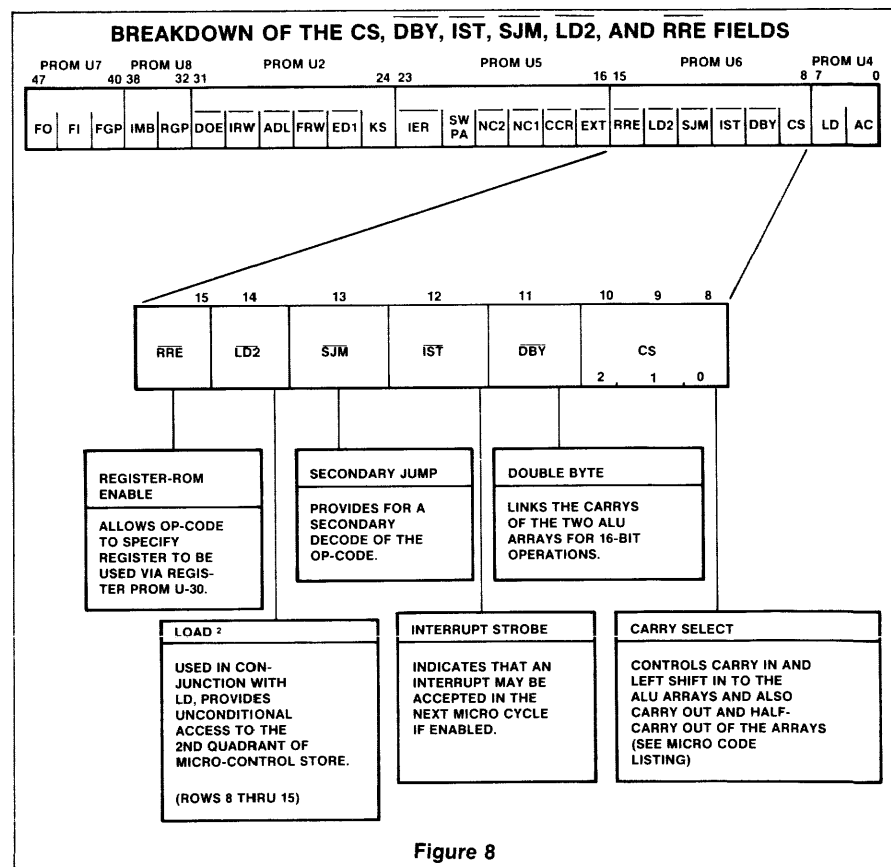 BREAKDOWN OF THE CS, DBY, IST, SJM, LD2, AND RRE FIELDS
PROM U7 PROM U8 PROM U2 PROM U5 PROM U6 PROM U4
47 40 38 32 31 24 23 16 15 8 7 0
FO FI FGP IMB RGP DOE IRW ADL FRW ED1 KS IER SW PA NC2 NC1 CCR EXT RRE LD2 SJM IST DBY CS LD AC
15 14 13 12 11 10 9 8
RRE LD2 SJM IST DBY CS
2 1 0
REGISTER-ROM
ENABLE
ALLOWS OP-CODE
TO SPECIFY
REGISTER TO BE
USED VIA REGIS-
TER PROM U-30.
SECONDARY JUMP
PROVIDES FOR A
SECONDARY
DECODE OF THE
OP-CODE.
DOUBLE BYTE
LINKS THE CARRYS
OF THE TWO ALU
ARRAYS FOR 16-BIT
OPERATIONS.
LOAD 2
USED IN CON-
JUNCTION WITH
LD, PROVIDES
UNCONDITIONAL
ACCESS TO THE
2ND QUADRANT OF
MICRO-CONTROL STORE.
(ROWS 8 THRU 15)
INTERRUPT STROBE
INDICATES THAT AN
INTERRUPT MAY BE
ACCEPTED IN THE
NEXT MICRO CYCLE
IF ENABLED.
CARRY SELECT
CONTROLS CARRY IN AND
LEFT SHIFT IN TO THE
ALU ARRAYS AND ALSO
CARRY OUT AND HALF-
CARRY OUT OF THE ARRAYS
(SEE MICRO CODE
LISTING)
Figure 8